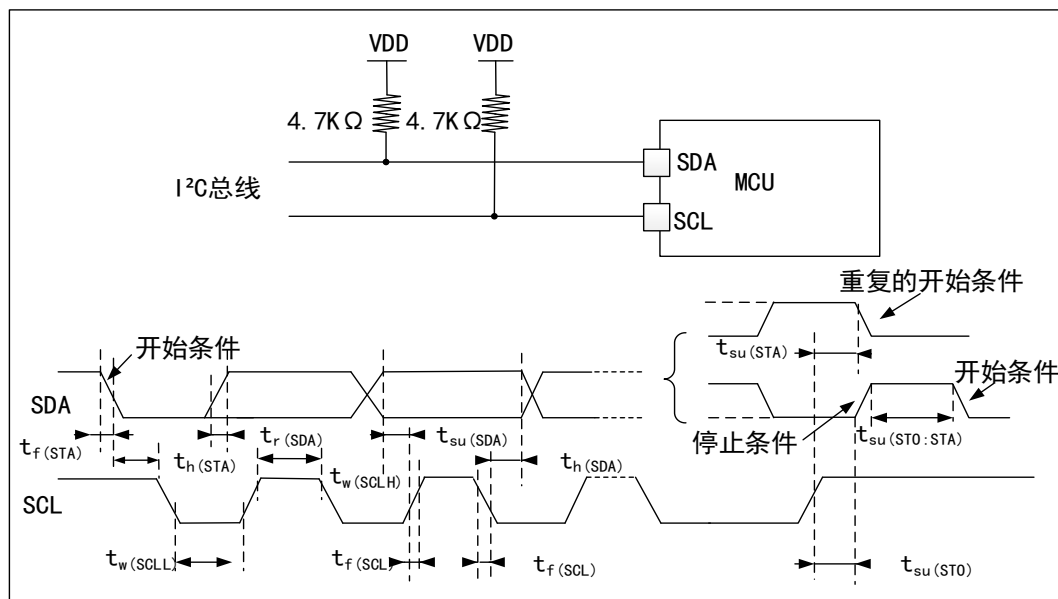 VDD VDD
4.7KΩ 4.7KΩ
SDA
MCU
I²C总线
SCL
重复的开始条件
开始条件
tsu(STA)
开始条件
SDA
停止条件
tsu(STO:STA)
tf(STA)
th(STA)
tr(SDA)
tw(SCLH)
tsu(SDA)
th(SDA)
SCL
tw(SCLL)
tf(SCL)
tf(SCL)
tsu(STO)